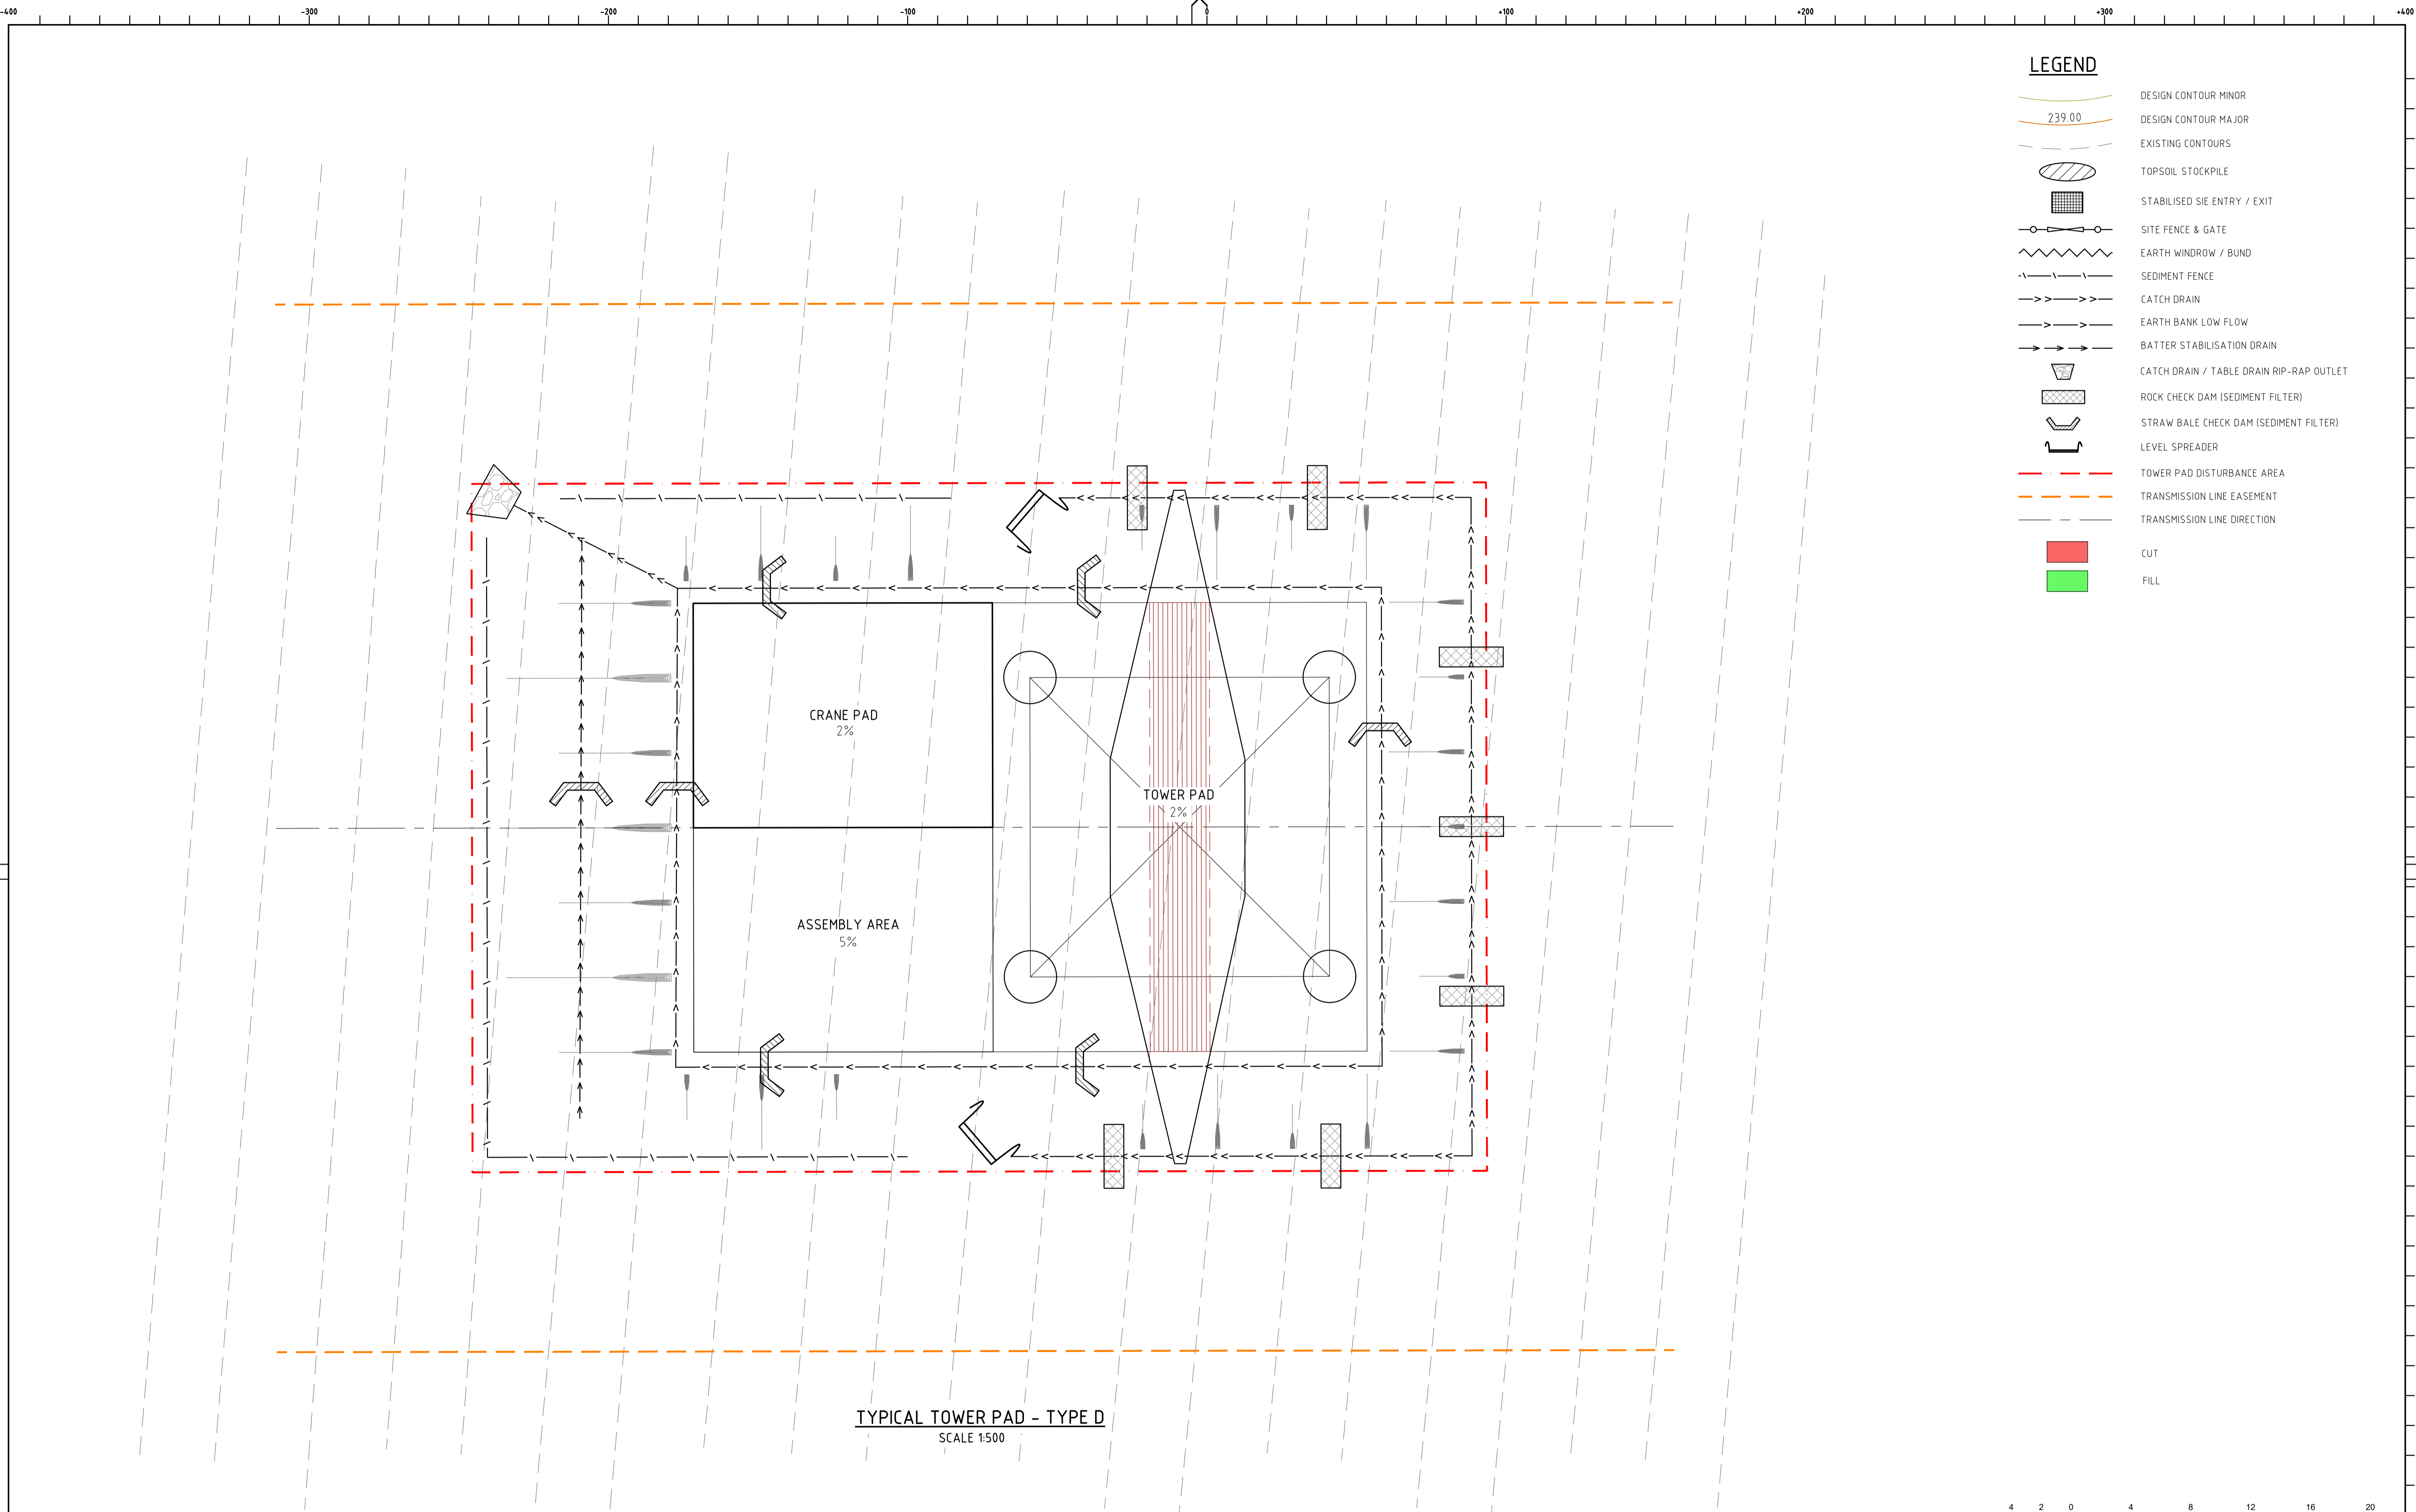 -400 -300 -200 -100 0 +100 +200 +300 +400
LEGEND
DESIGN CONTOUR MINOR
239.00 DESIGN CONTOUR MAJOR
EXISTING CONTOURS
TOPSOIL STOCKPILE
STABILISED SIE ENTRY / EXIT
SITE FENCE & GATE
EARTH WINDROW / BUND
SEDIMENT FENCE
CATCH DRAIN
EARTH BANK LOW FLOW
BATTER STABILISATION DRAIN
CATCH DRAIN / TABLE DRAIN RIP-RAP OUTLET
ROCK CHECK DAM (SEDIMENT FILTER)
STRAW BALE CHECK DAM (SEDIMENT FILTER)
LEVEL SPREADER
TOWER PAD DISTURBANCE AREA
TRANSMISSION LINE EASEMENT
TRANSMISSION LINE DIRECTION
CUT
FILL
CRANE PAD
2%
TOWER PAD
2%
ASSEMBLY AREA
5%
TYPICAL TOWER PAD - TYPE D
SCALE 1:500
4 2 0 4 8 12 16 20